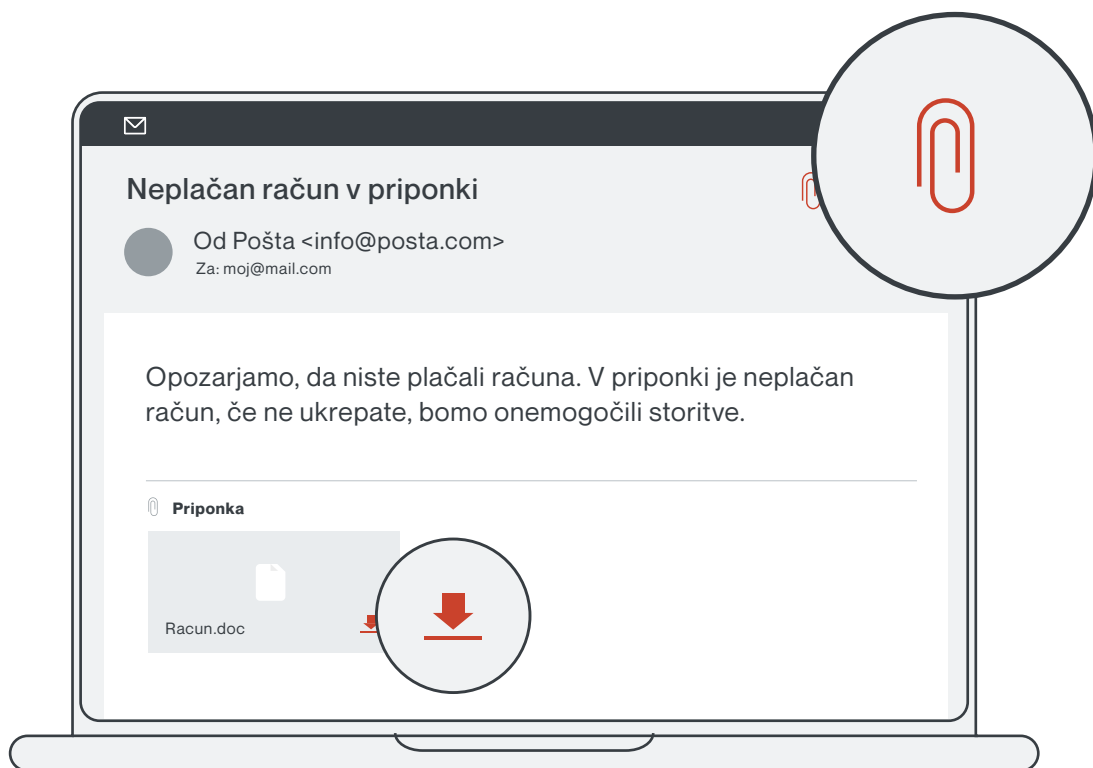 Neplačan račun v priponki
Od Pošta <info@posta.com>
Za: moj@mail.com
Opozarjamo, da niste plačali računa. V priponki je neplačan
račun, če ne ukrepate, bomo onemogočili storitve.
Priponka
Racun.doc